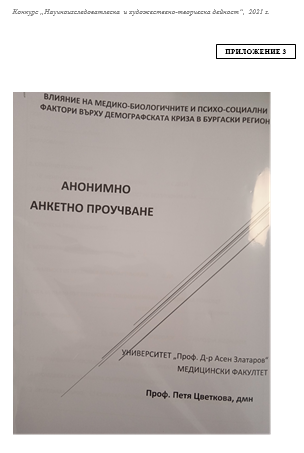 Конкурс „Научноизследователска и художествено-творческа дейност“, 2021 г.
ПРИЛОЖЕНИЕ 3
ВЛИЯНИЕ НА МЕДИКО-БИОЛОГИЧНИТЕ И ПСИХО-СОЦИАЛНИ
ФАКТОРИ ВЪРХУ ДЕМОГРАФСКАТА КРИЗА В БУРГАСКИ РЕГИОН
АНОНИМНО
АНКЕТНО ПРОУЧВАНЕ
УНИВЕРСИТЕТ „Проф. Д-р Асен Златаров“
МЕДИЦИНСКИ ФАКУЛТЕТ
Проф. Петя Цветкова, дмн